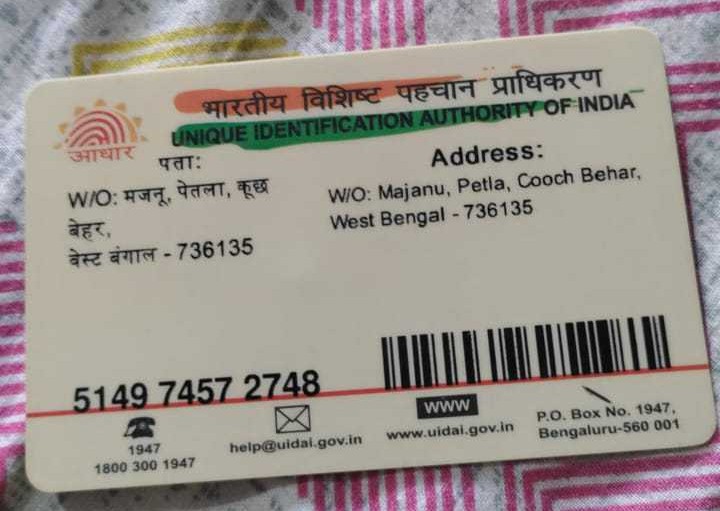 भारतीय विशिष्ट पहचान प्राधिकरण
UNIQUE IDENTIFICATION AUTHORITY OF INDIA
आधार
पता:
W/O: मजनू, पेतला, कूछ
बेहर,
वेस्ट बंगाल - 736135
Address:
W/O: Majanu, Petla, Cooch Behar,
West Bengal - 736135
5149 7457 2748
1947
1800 300 1947
help@uidai.gov.in
www
www.uidai.gov.in
P.O. Box No. 1947,
Bengaluru-560 001